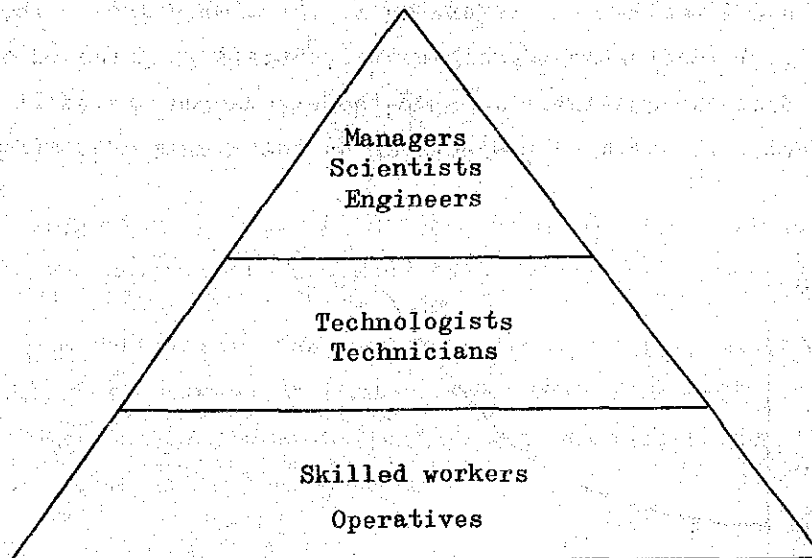 Managers
Scientists
Engineers
Technologists
Technicians
Skilled workers
Operatives